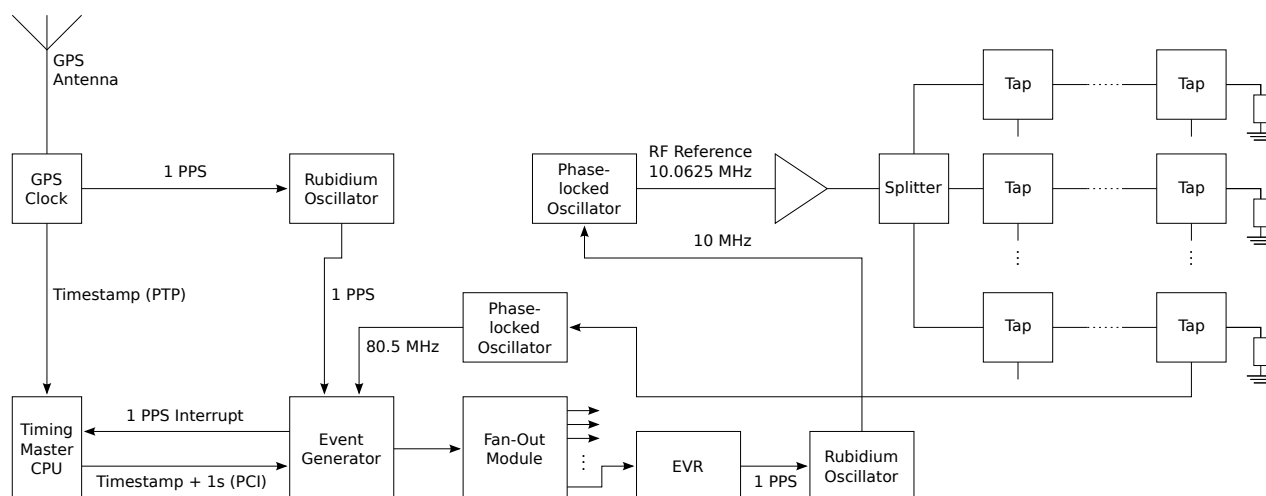 GPS
Antenna
GPS
Clock
1 PPS
Rubidium
Oscillator
Timestamp (PTP)
1 PPS
Phase-
locked
Oscillator
80.5 MHz
Timing
Master
CPU
1 PPS Interrupt
Timestamp + 1s (PCI)
Event
Generator
Fan-Out
Module
EVR
1 PPS
Rubidium
Oscillator
10 MHz
Phase-
locked
Oscillator
RF Reference
10.0625 MHz
Splitter
Tap
Tap
Tap
Tap
Tap
Tap